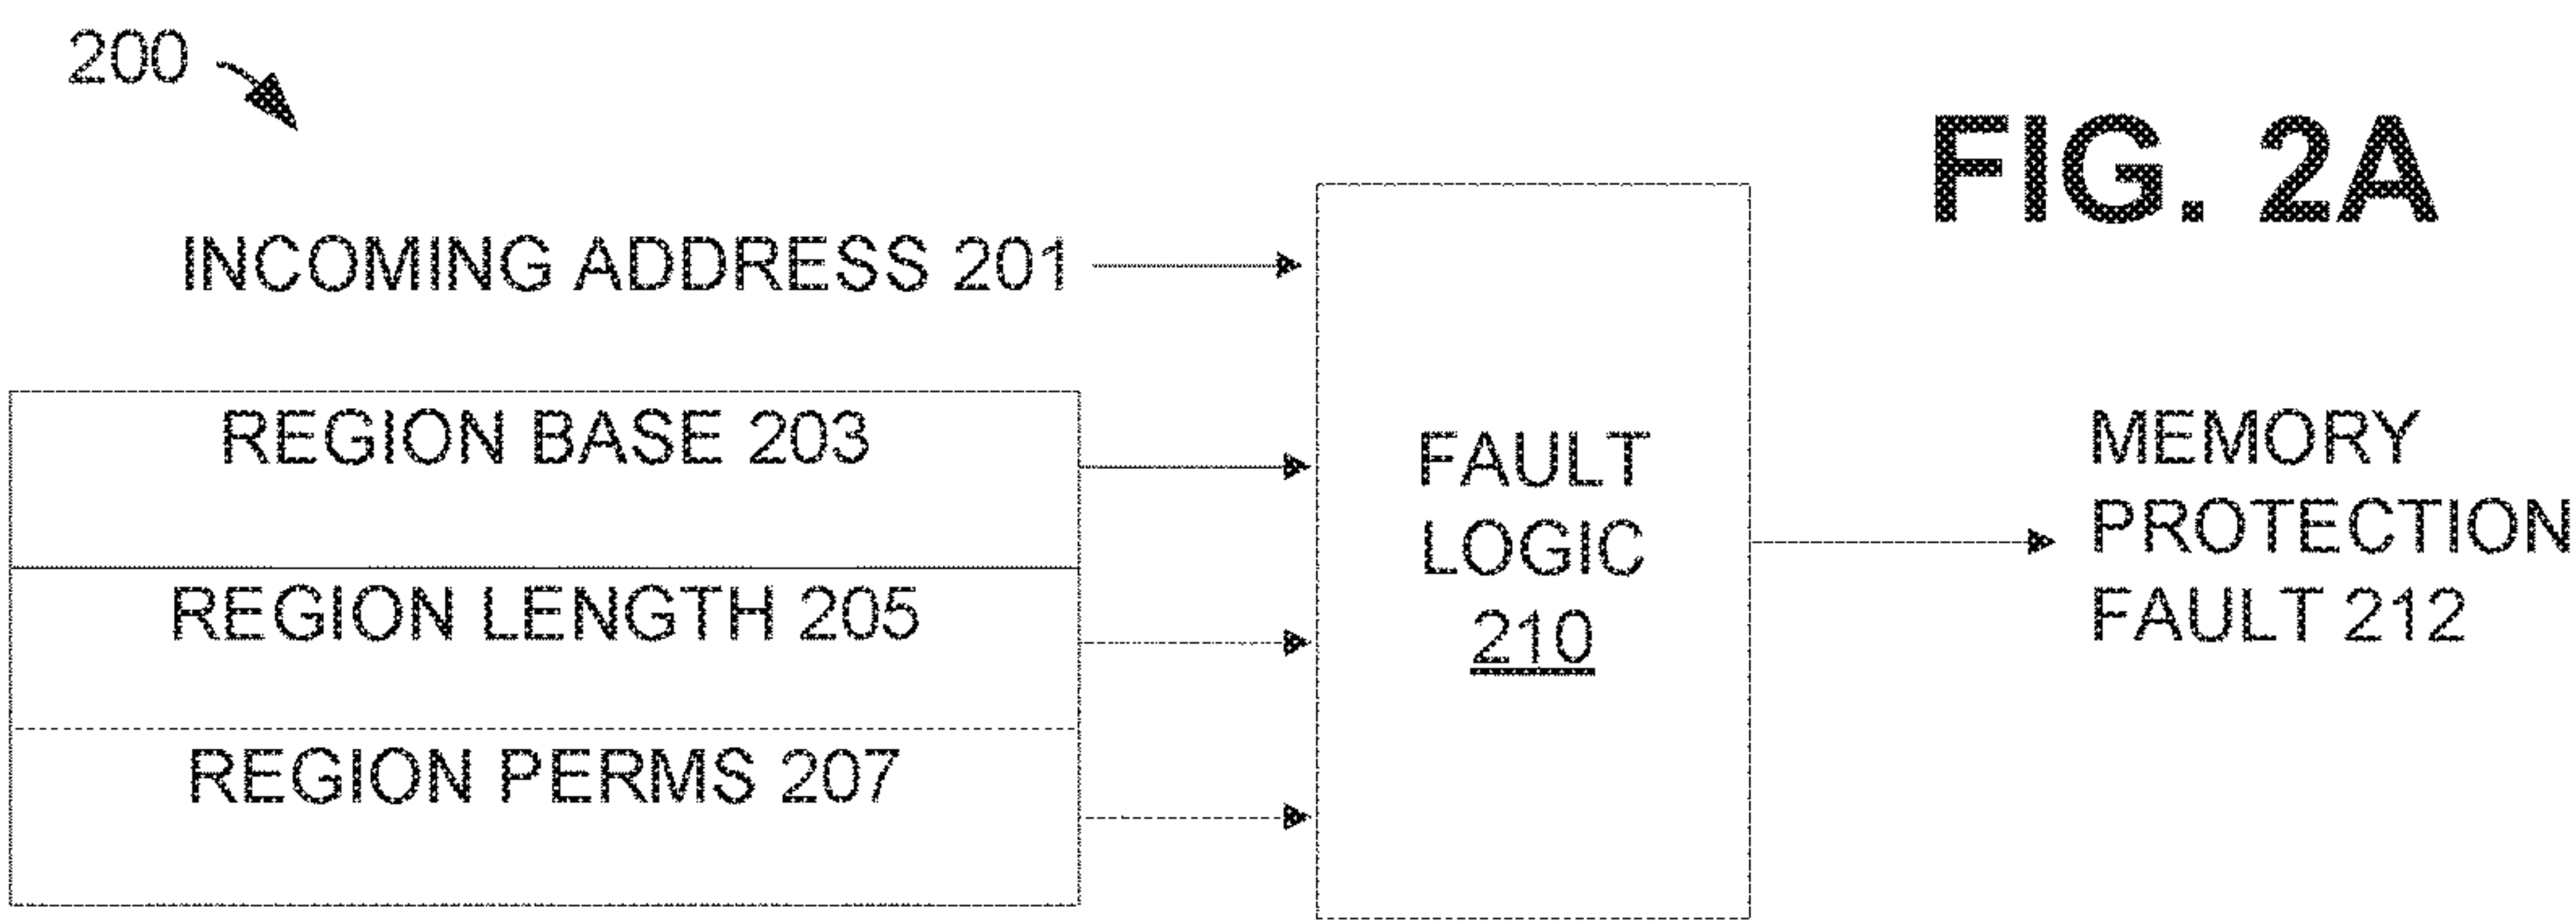 200
FIG. 2A
INCOMING ADDRESS 201
REGION BASE 203
REGION LENGTH 205
REGION PERMS 207
FAULT
LOGIC
210
MEMORY
PROTECTION
FAULT 212